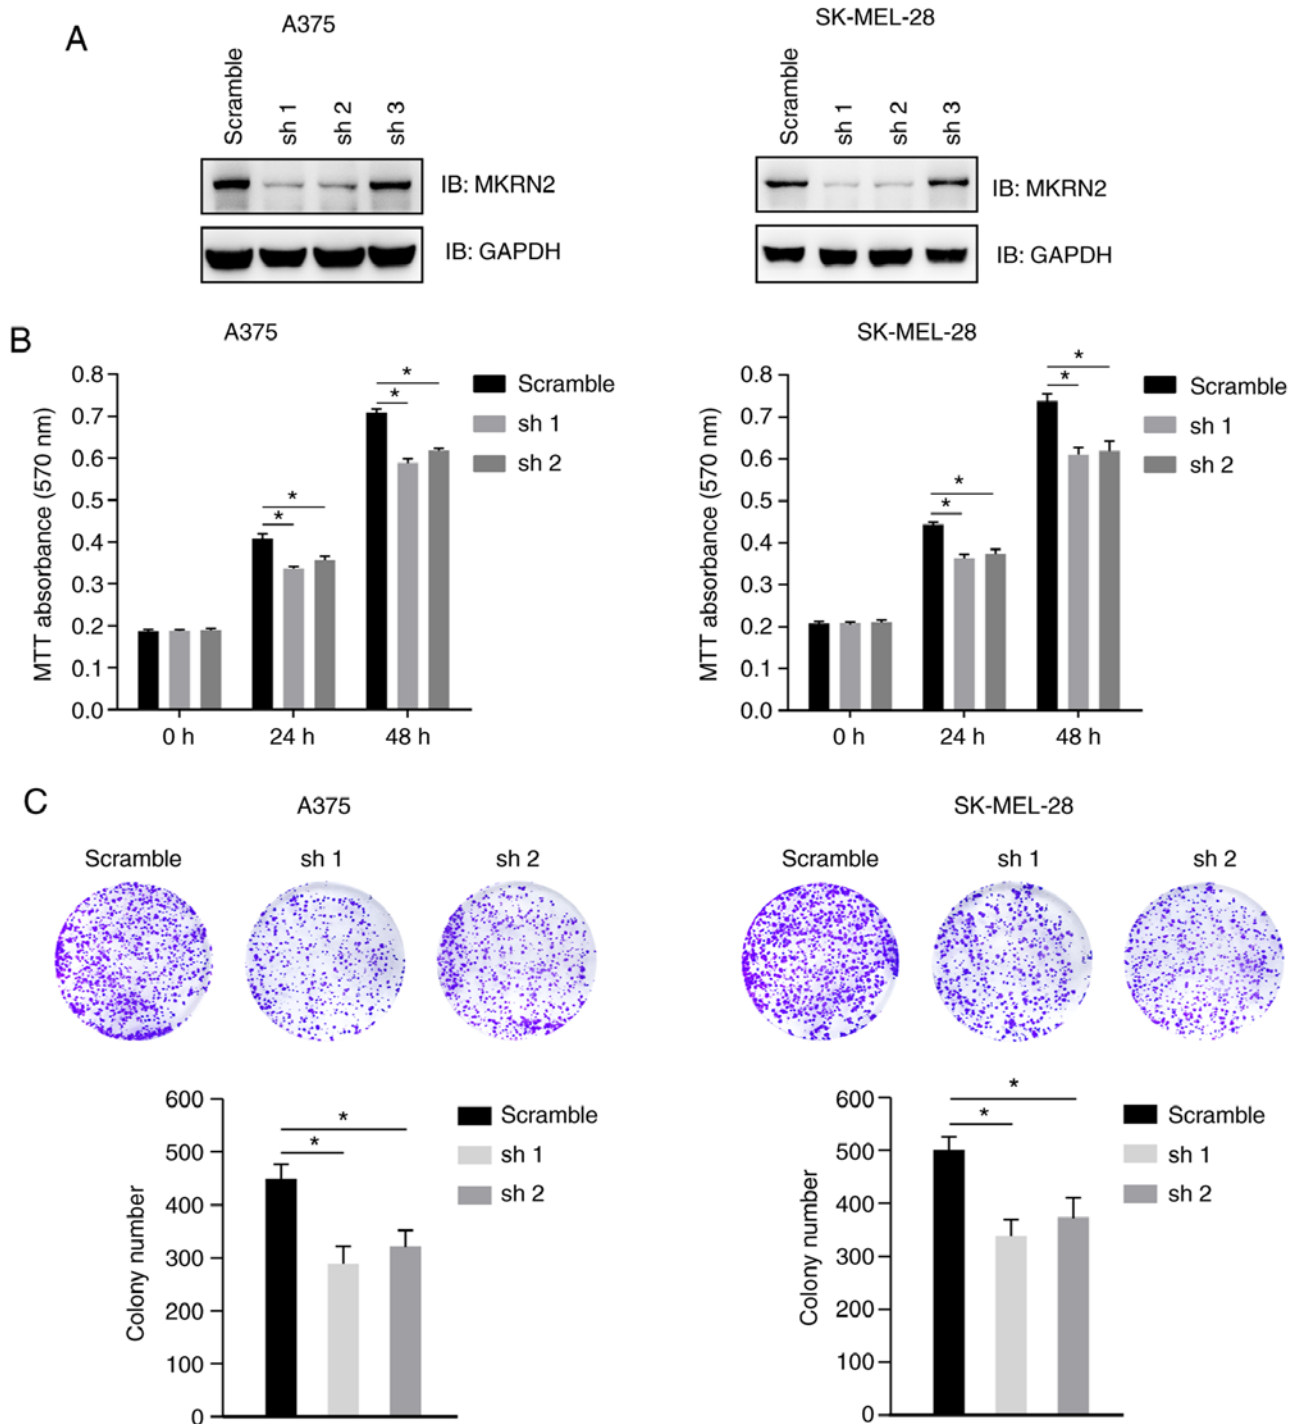 A
A375
SK-MEL-28
Scramble
sh 1
sh 2
sh 3
Scramble
sh 1
sh 2
sh 3
IB: MKRN2
IB: MKRN2
IB: GAPDH
IB: GAPDH
B
A375
SK-MEL-28
MTT absorbance (570 nm)
0.8
0.7
0.6
0.5
0.4
0.3
0.2
0.1
0.0
*
*
*
*
0 h
24 h
48 h
Scramble
sh 1
sh 2
MTT absorbance (570 nm)
0.8
0.7
0.6
0.5
0.4
0.3
0.2
0.1
0.0
*
*
*
*
0 h
24 h
48 h
Scramble
sh 1
sh 2
C
A375
SK-MEL-28
Scramble
sh 1
sh 2
Scramble
sh 1
sh 2
Colony number
600
500
400
300
200
100
0
*
*
Scramble
sh 1
sh 2
Colony number
600
500
400
300
200
100
0
*
*
Scramble
sh 1
sh 2